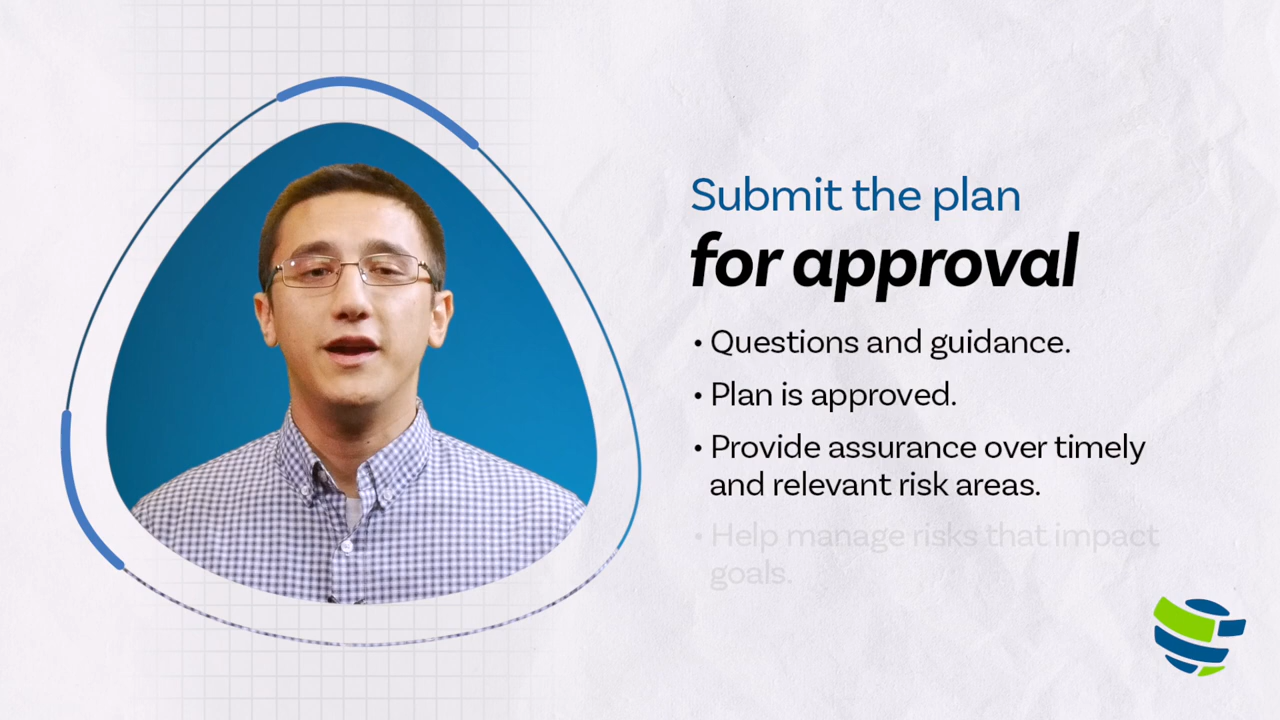 Submit the plan
for approval
• Questions and guidance.
• Plan is approved.
• Provide assurance over timely
and relevant risk areas.
• Help manage risks that impact
goals.